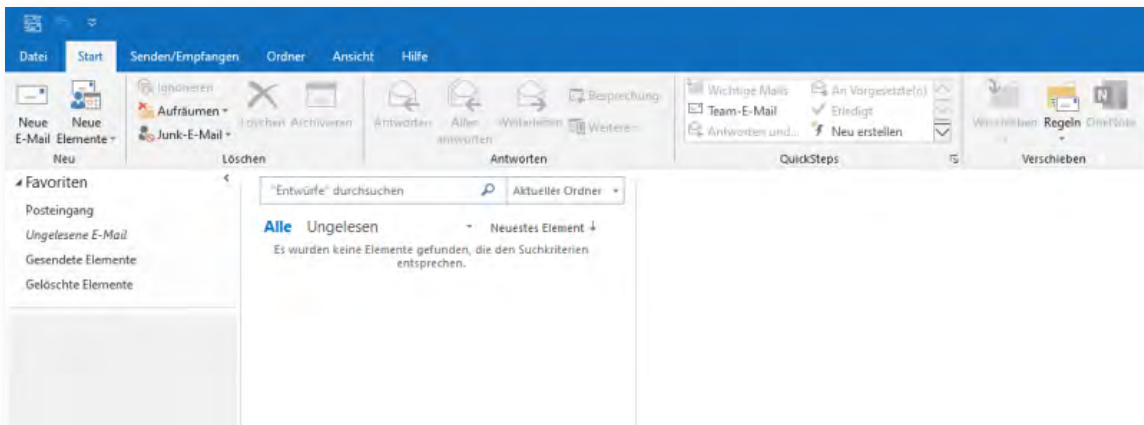 Datei Start Senden/Empfangen Ordner Ansicht Hilfe
Neue E-Mail
Neue Elemente
Ignorieren
Aufräumen
Junk-E-Mail
Löschen Archivieren
Antworten
Allen antworten
Weiterleiten
Besprechung
Weitere
Wichtige Mails
Team-E-Mail
Antworten und...
An Vorgesetzte(n)
Erledigt
Neu erstellen
Verschieben
Regeln
OneNote
Neu Löschen Antworten QuickSteps Verschieben
Favoriten
Posteingang
Ungelesene E-Mail
Gesendete Elemente
Gelöschte Elemente
"Entwürfe" durchsuchen Aktueller Ordner
Alle Ungelesen Neuestes Element ↓
Es wurden keine Elemente gefunden, die den Suchkriterien
entsprechen.